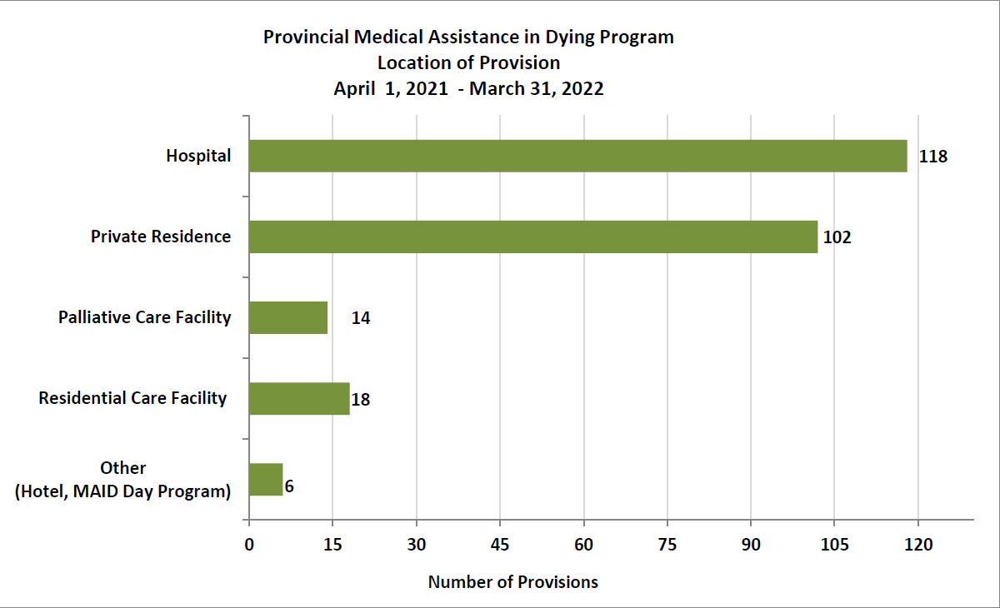 Provincial Medical Assistance in Dying Program
Location of Provision
April 1, 2021 - March 31, 2022
Hospital
118
Private Residence
102
Palliative Care Facility
14
Residential Care Facility
18
Other
(Hotel, MAID Day Program)
6
0 15 30 45 60 75 90 105 120
Number of Provisions